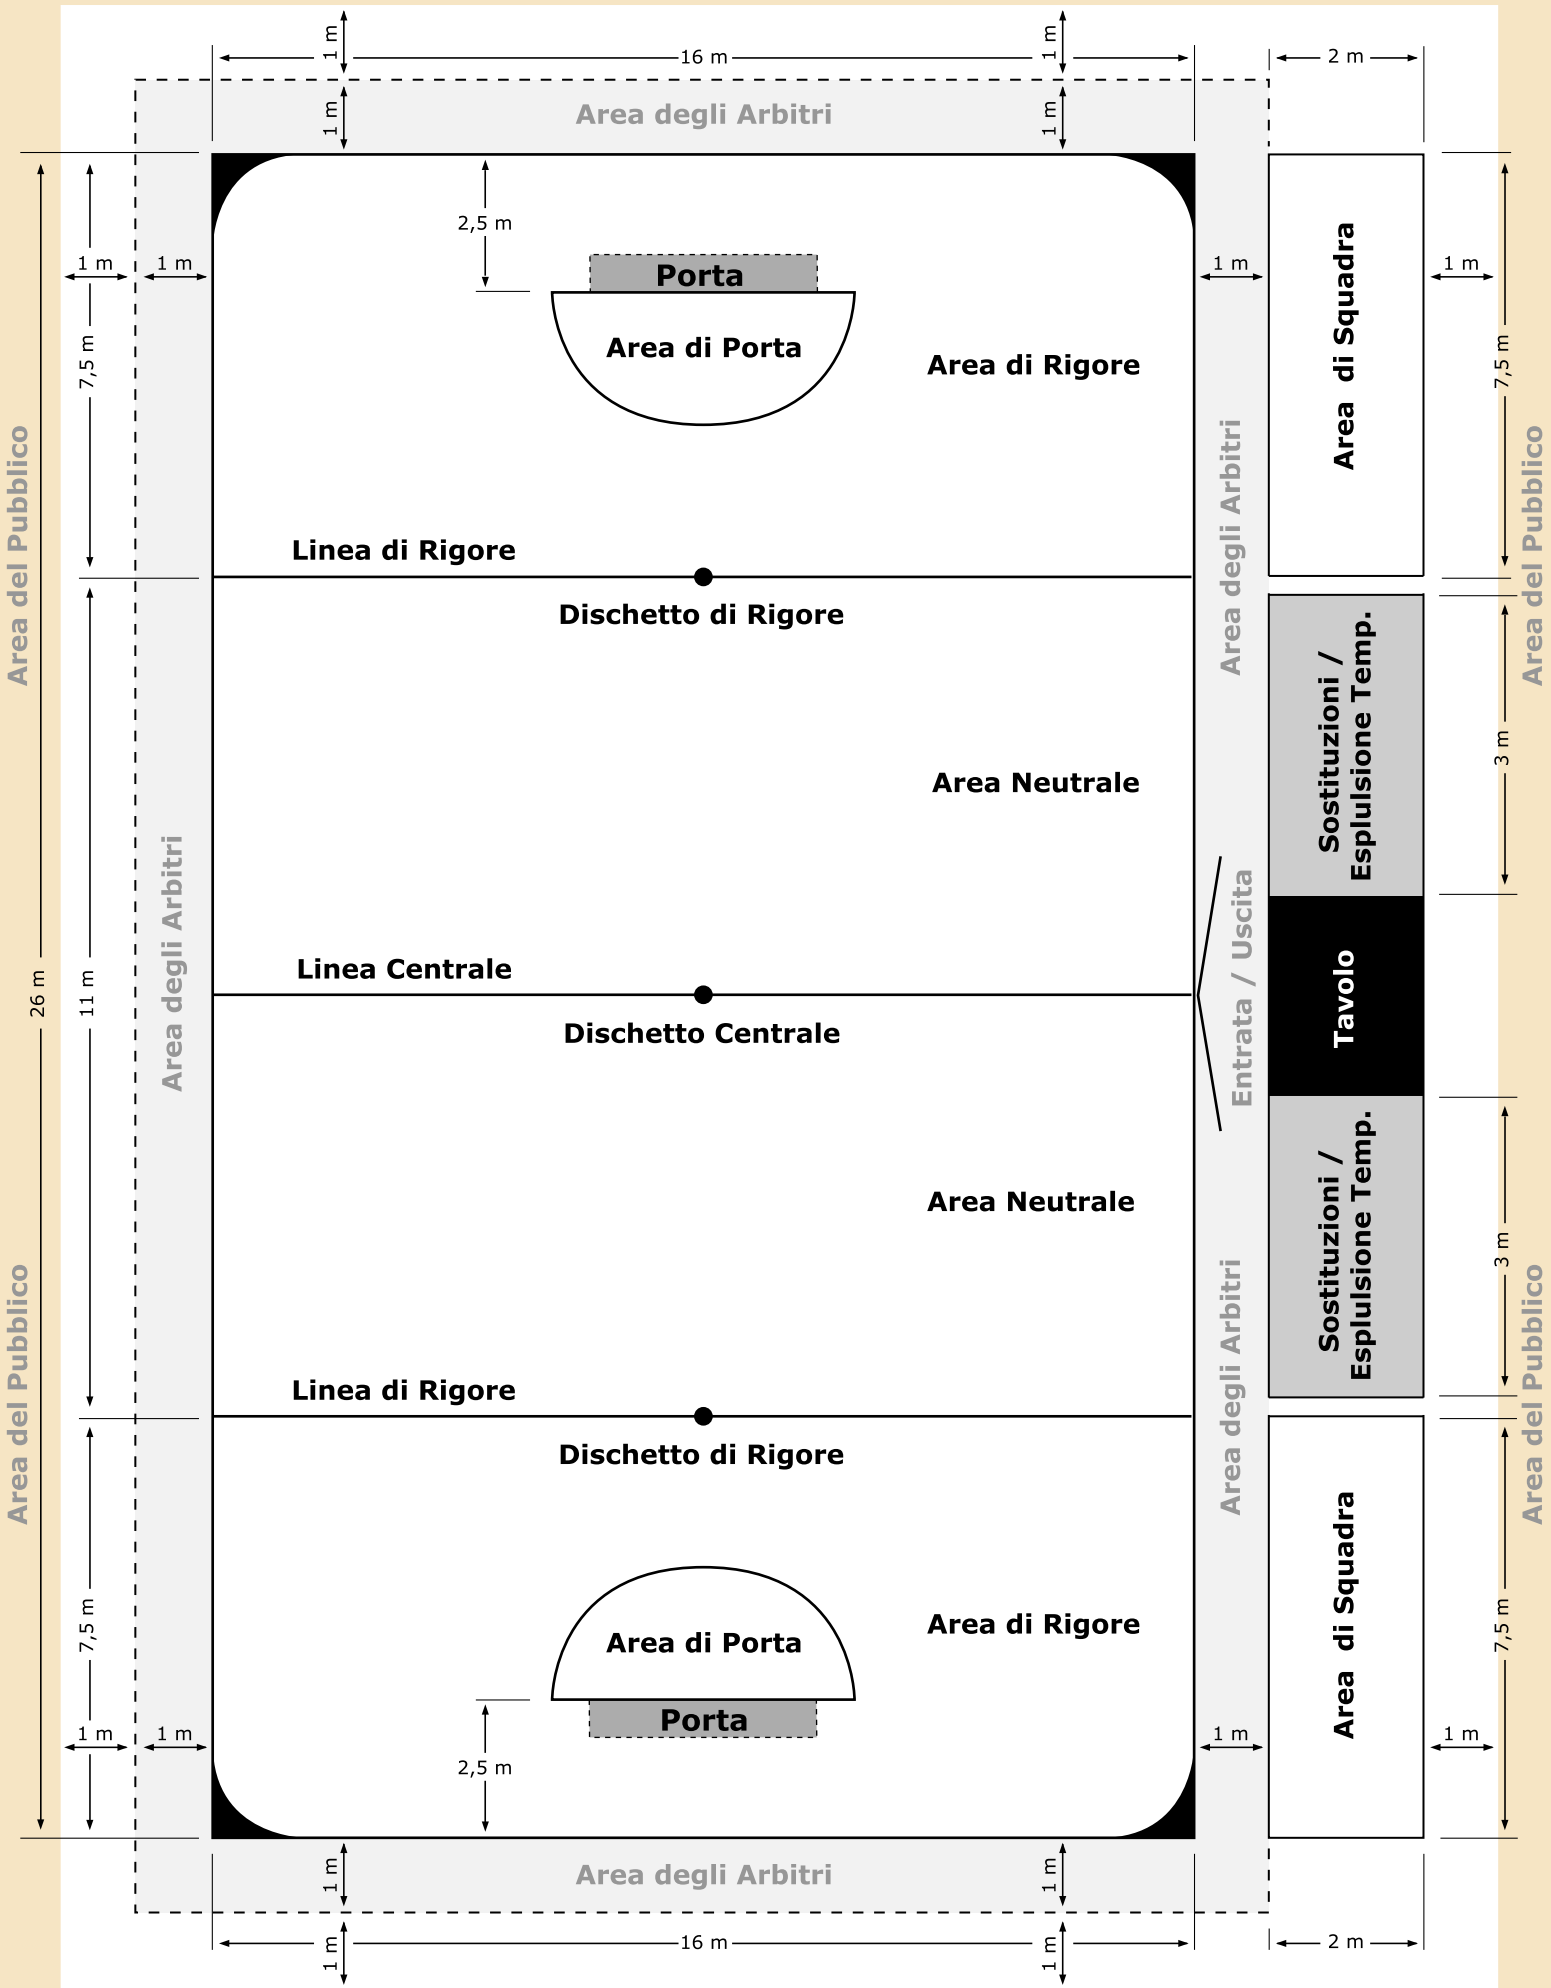 1 m
1 m
16 m
2 m
1 m
Area degli Arbitri
1 m
2,5 m
Porta
1 m
1 m
1 m
1 m
Area di Porta
Area di Rigore
7,5 m
Area di Squadra
7,5 m
Area del Pubblico
Area degli Arbitri
Area del Pubblico
Linea di Rigore
Dischetto di Rigore
Sostituzioni /
Esplulsione Temp.
3 m
Area Neutrale
Area degli Arbitri
Linea Centrale
26 m
11 m
Entrata / Uscita
Tavolo
Dischetto Centrale
Area Neutrale
Sostituzioni /
Esplulsione Temp.
3 m
Area del Pubblico
Area degli Arbitri
Area del Pubblico
Linea di Rigore
Dischetto di Rigore
7,5 m
Area di Porta
Area di Rigore
Area di Squadra
7,5 m
Porta
1 m
1 m
1 m
1 m
2,5 m
1 m
Area degli Arbitri
1 m
1 m
16 m
1 m
2 m